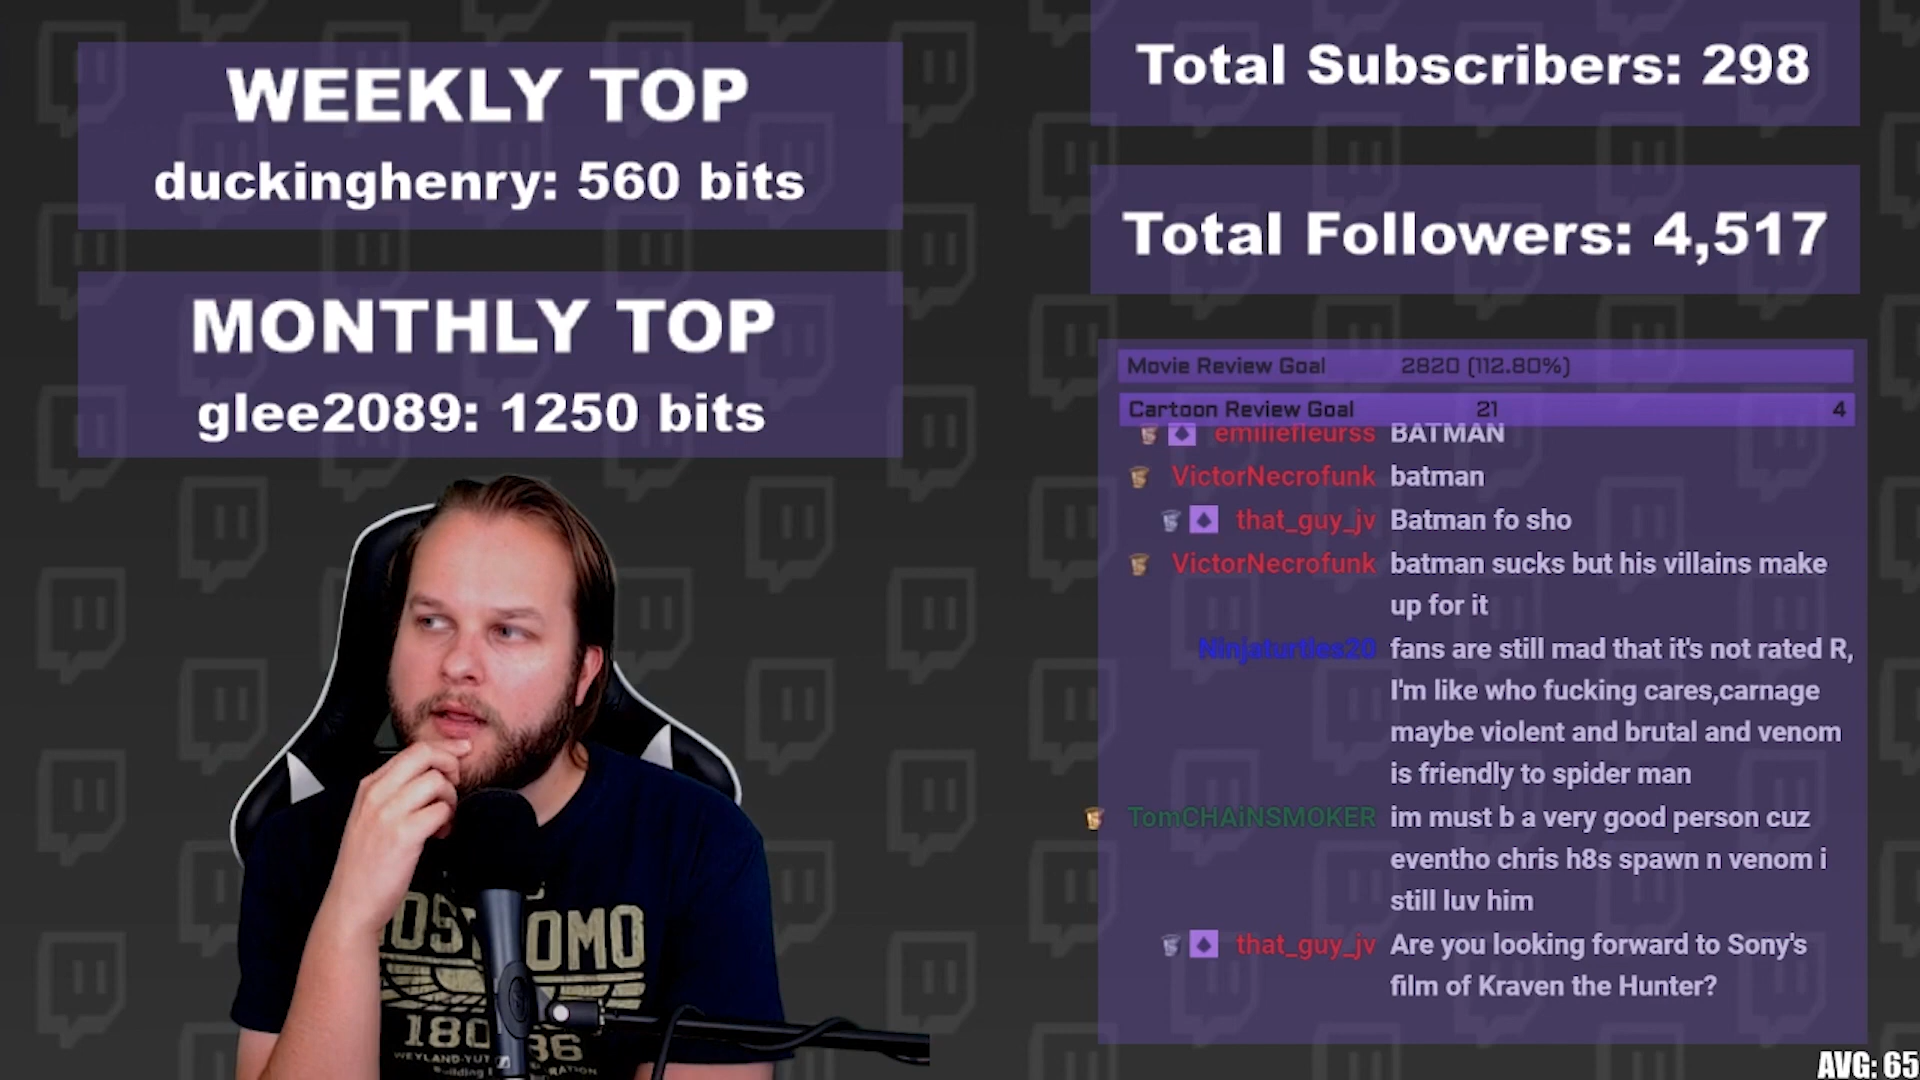 WEEKLY TOP
duckinghenry: 560 bits
MONTHLY TOP
glee2089: 1250 bits
Total Subscribers: 298
Total Followers: 4,517
Movie Review Goal 2820 (112.80%)
Cartoon Review Goal 21 4
emiliefleurss BATMAN
VictorNecrofunk batman
that_guy_jv Batman fo sho
VictorNecrofunk batman sucks but his villains make
up for it
Ninjaturtles20 fans are still mad that it's not rated R,
I'm like who fucking cares,carnage
maybe violent and brutal and venom
is friendly to spider man
TomCHAiNSMOKER im must b a very good person cuz
eventho chris h8s spawn n venom i
still luv him
that_guy_jv Are you looking forward to Sony's
film of Kraven the Hunter?
AVG: 65